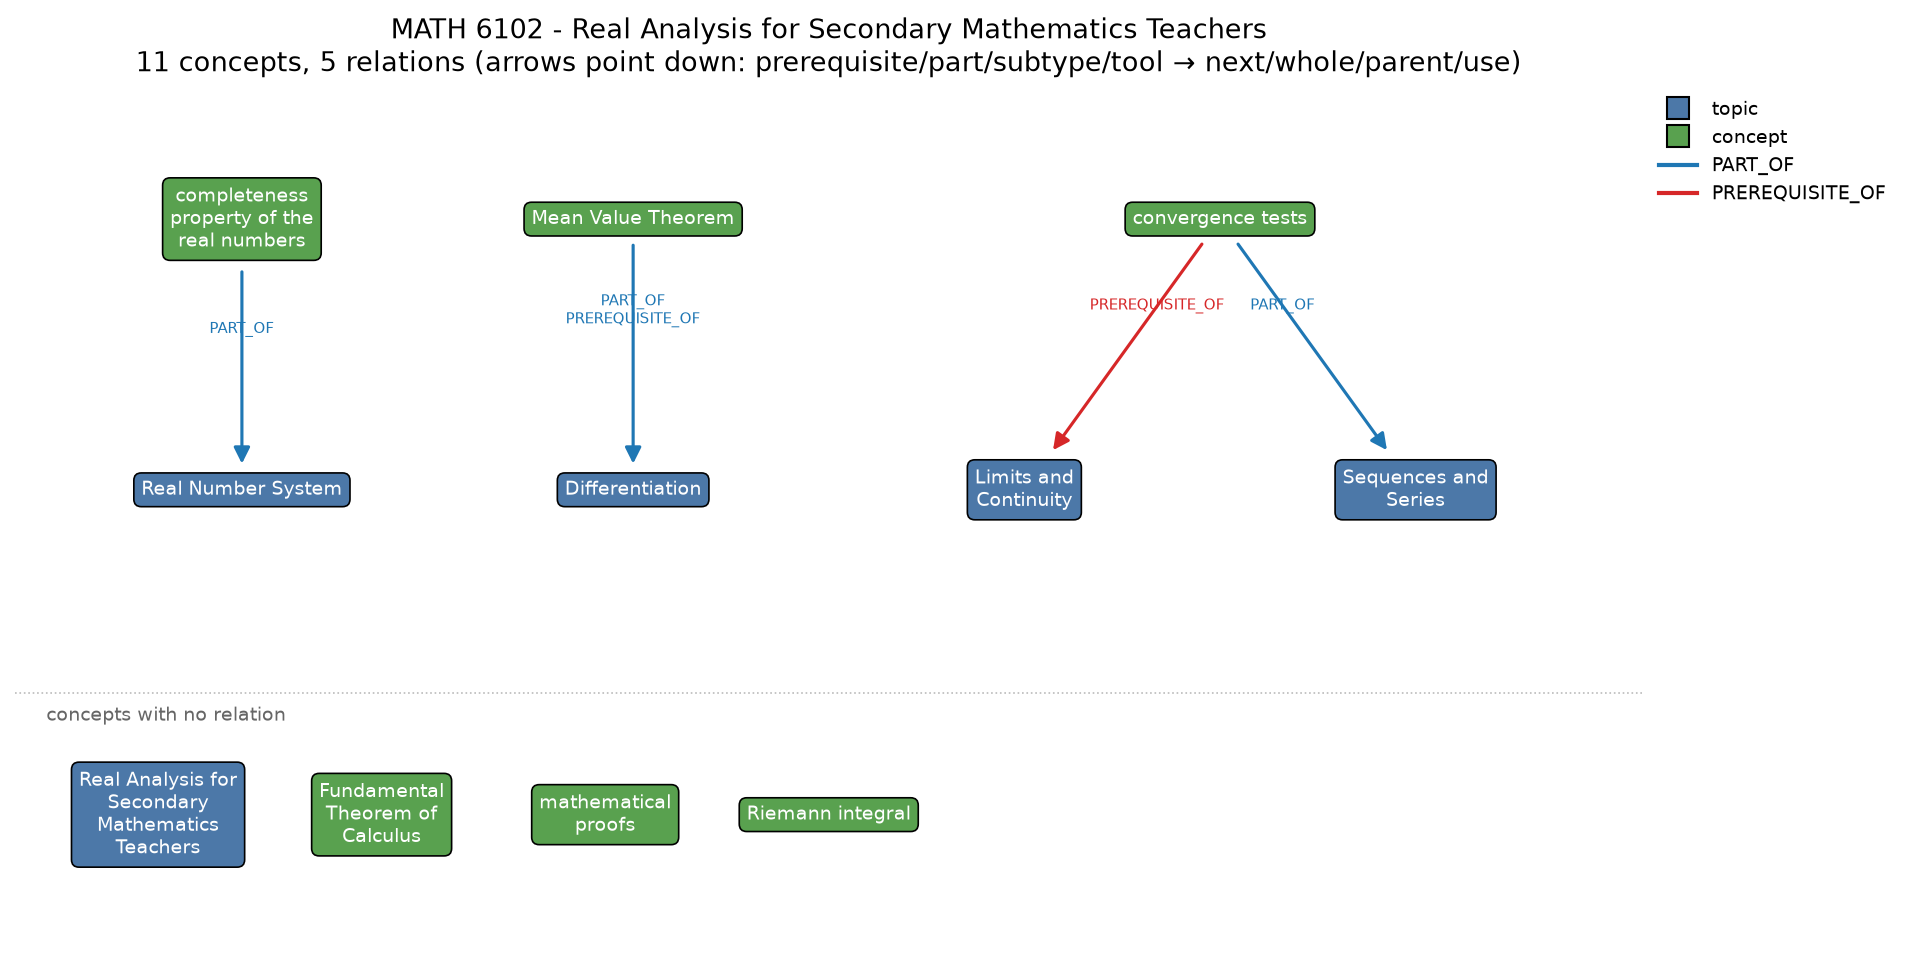 MATH 6102 - Real Analysis for Secondary Mathematics Teachers
11 concepts, 5 relations (arrows point down: prerequisite/part/subtype/tool → next/whole/parent/use)
topic
concept
PART_OF
PREREQUISITE_OF
completeness
property of the
real numbers
Mean Value Theorem
convergence tests
PART_OF
PART_OF
PREREQUISITE_OF
PREREQUISITE_OF
PART_OF
Real Number System
Differentiation
Limits and
Continuity
Sequences and
Series
concepts with no relation
Real Analysis for
Secondary
Mathematics
Teachers
Fundamental
Theorem of
Calculus
mathematical
proofs
Riemann integral